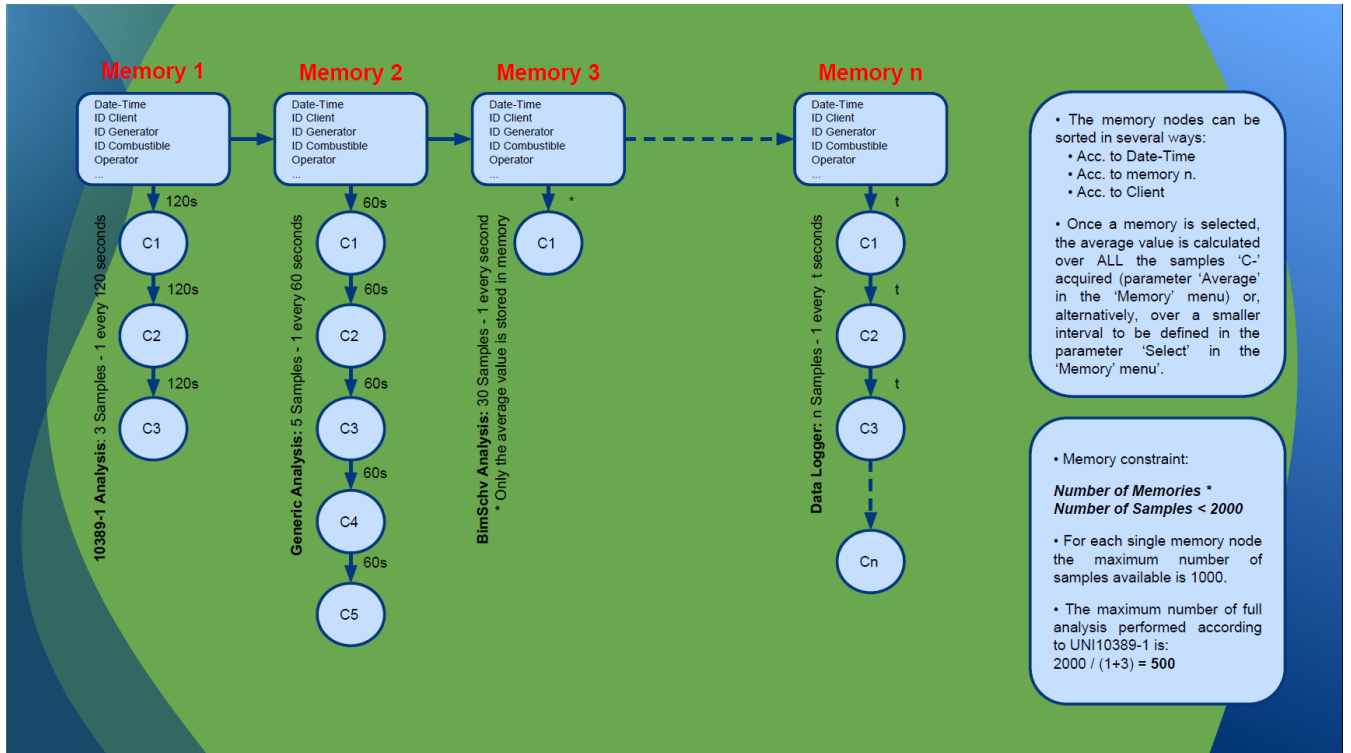 Memory 1
Date-Time
ID Client
ID Generator
ID Combustible
Operator
...
120s
C1
120s
C2
120s
C3
10389-1 Analysis: 3 Samples - 1 every 120 seconds
Memory 2
Date-Time
ID Client
ID Generator
ID Combustible
Operator
...
60s
C1
60s
C2
60s
C3
60s
C4
60s
C5
Generic Analysis: 5 Samples - 1 every 60 seconds
Memory 3
Date-Time
ID Client
ID Generator
ID Combustible
Operator
...
*
C1
BimSchv Analysis: 30 Samples - 1 every second
* Only the average value is stored in memory
Memory n
Date-Time
ID Client
ID Generator
ID Combustible
Operator
...
t
C1
t
C2
t
C3
Cn
Data Logger: n Samples - 1 every t seconds
• The memory nodes can be
sorted in several ways:
• Acc. to Date-Time
• Acc. to memory n.
• Acc. to Client
• Once a memory is selected,
the average value is calculated
over ALL the samples ‘C-’
acquired (parameter ‘Average’
in the ‘Memory’ menu) or,
alternatively, over a smaller
interval to be defined in the
parameter ‘Select’ in the
‘Memory’ menu’.
• Memory constraint:
Number of Memories *
Number of Samples < 2000
• For each single memory node
the maximum number of
samples available is 1000.
• The maximum number of full
analysis performed according
to UNI10389-1 is:
2000 / (1+3) = 500